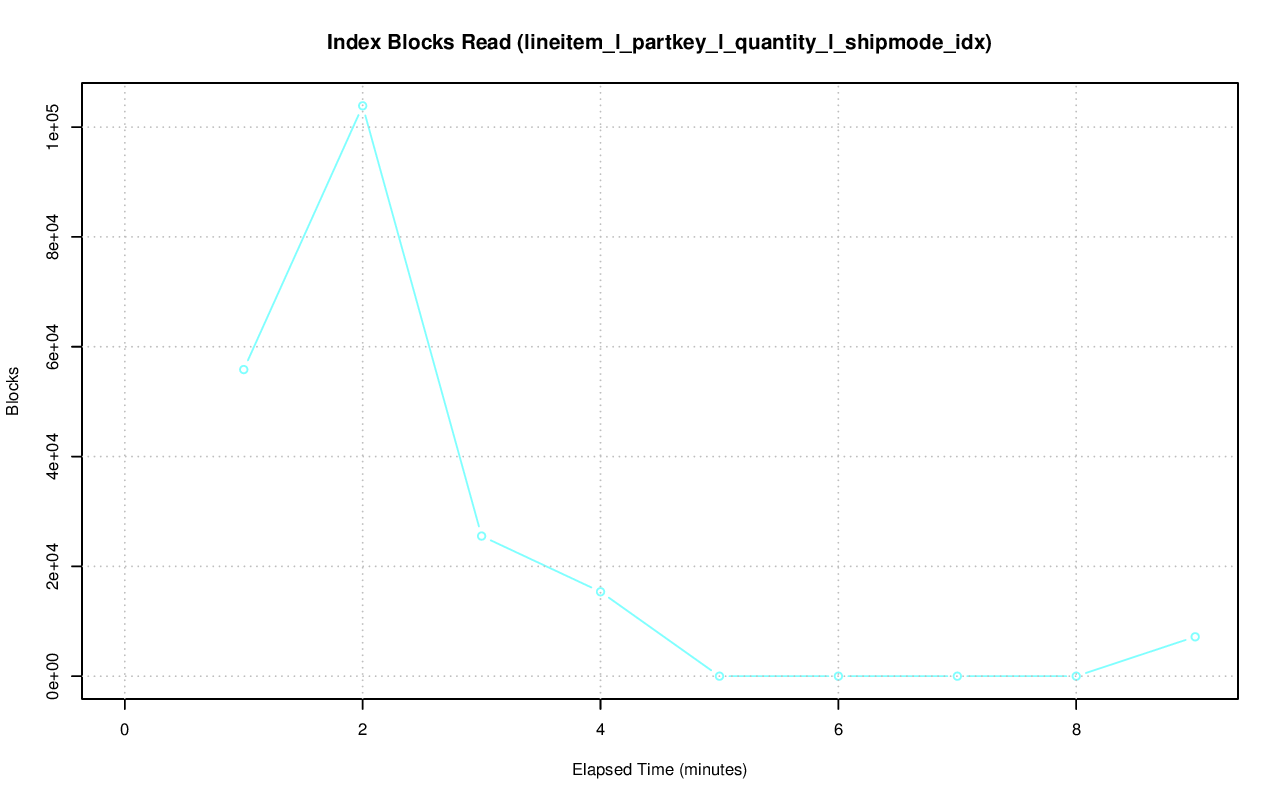 Index Blocks Read (lineitem_l_partkey_l_quantity_l_shipmode_idx)
1e+05
8e+04
6e+04
4e+04
2e+04
0e+00
Blocks
0 2 4 6 8
Elapsed Time (minutes)